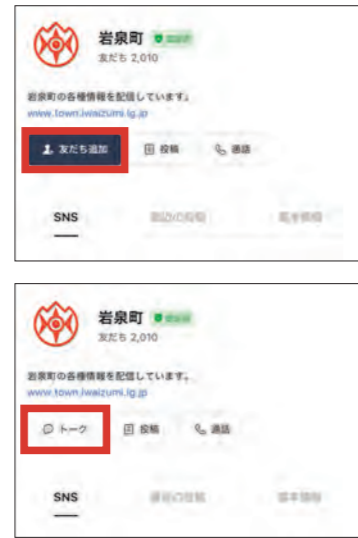 岩泉町
友だち 2,010
岩泉町の各種情報を配信しています。
www.town.iwaizumi.lg.jp
友だち追加 投稿 通話
SNS
岩泉町
友だち 2,010
岩泉町の各種情報を配信しています。
www.town.iwaizumi.lg.jp
トーク 投稿 通話
SNS 基本情報